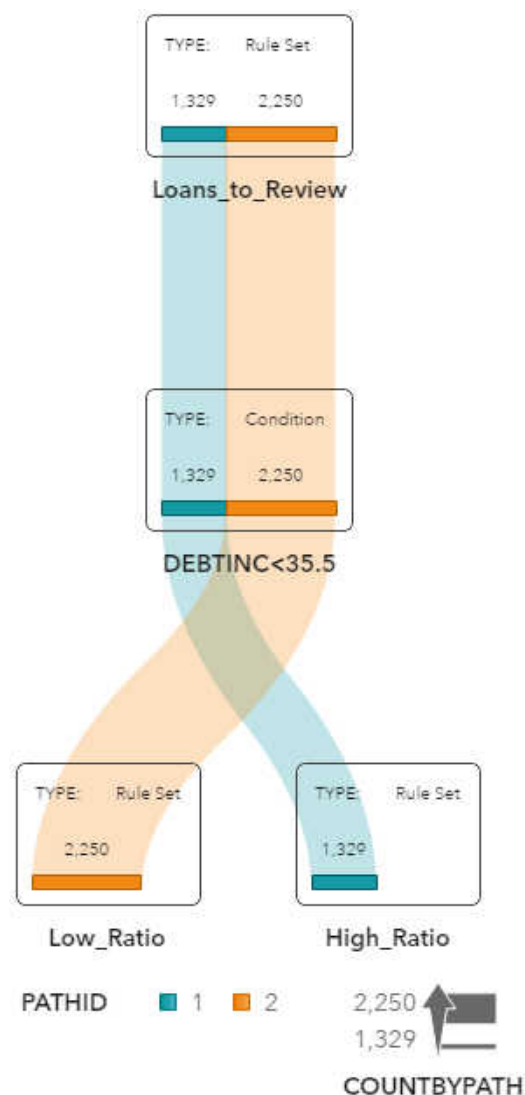 TYPE: Rule Set
1,329 2,250
Loans_to_Review
TYPE: Condition
1,329 2,250
DEBTINC<35.5
TYPE: Rule Set
2,250
Low_Ratio
TYPE: Rule Set
1,329
High_Ratio
PATHID 1 2
2,250
1,329
COUNTBYPATH